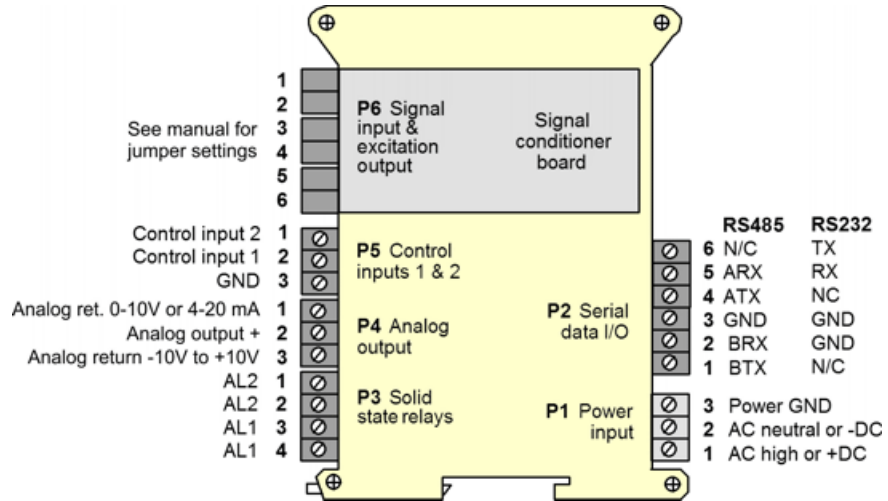 1
2
3
4
5
6
See manual for
jumper settings
P6 Signal
input &
excitation
output
Signal
conditioner
board
Control input 2 1
Control input 1 2
GND 3
P5 Control
inputs 1 & 2
Analog ret. 0-10V or 4-20 mA 1
Analog output + 2
Analog return -10V to +10V 3
P4 Analog
output
AL2 1
AL2 2
AL1 3
AL1 4
P3 Solid
state relays
P2 Serial
data I/O
RS485 RS232
6 N/C TX
5 ARX RX
4 ATX NC
3 GND GND
2 BRX GND
1 BTX N/C
P1 Power
input
3 Power GND
2 AC neutral or -DC
1 AC high or +DC